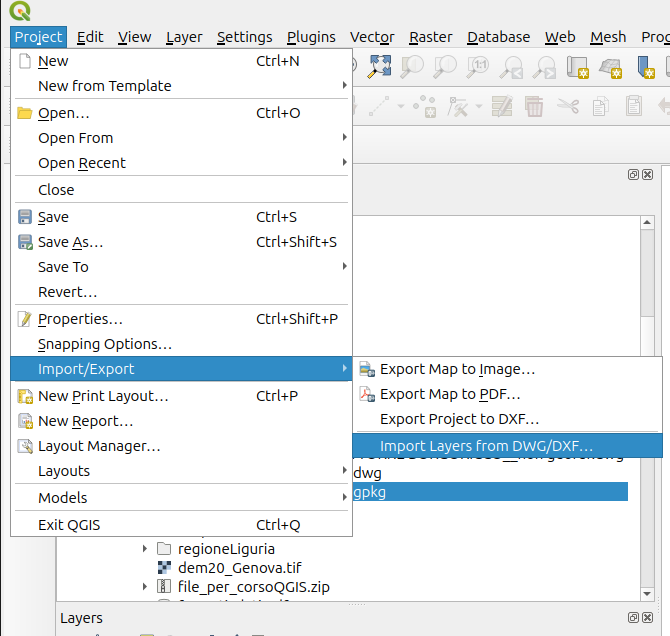 Project Edit View Layer Settings Plugins Vector Raster Database Web Mesh Proc
New Ctrl+N
New from Template
Open... Ctrl+O
Open From
Open Recent
Close
Save Ctrl+S
Save As... Ctrl+Shift+S
Save To
Revert...
Properties... Ctrl+Shift+P
Snapping Options...
Import/Export
Export Map to Image...
Export Map to PDF...
Export Project to DXF...
Import Layers from DWG/DXF...
New Print Layout... Ctrl+P
New Report...
Layout Manager...
Layouts
Models
Exit QGIS Ctrl+Q
dwg
gpkg
regioneLiguria
dem20_Genova.tif
file_per_corsoQGIS.zip
Layers